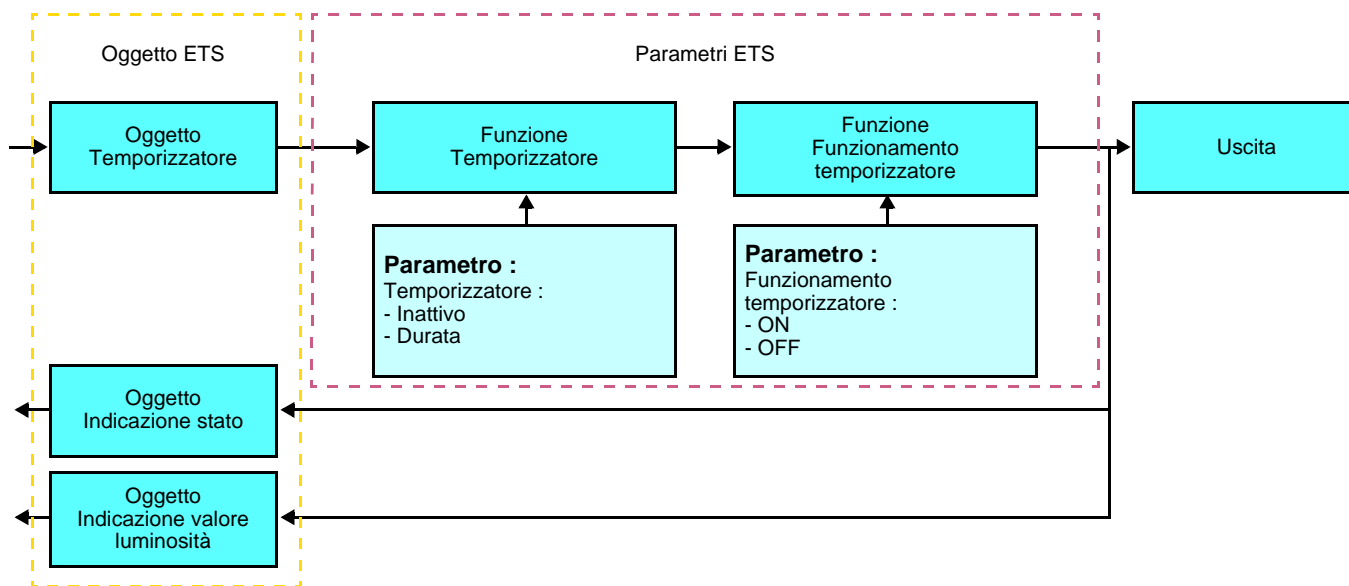 Oggetto ETS
Parametri ETS
Oggetto
Temporizzatore
Funzione
Temporizzatore
Funzione
Funzionamento
temporizzatore
Uscita
Parametro :
Temporizzatore :
- Inattivo
- Durata
Parametro :
Funzionamento
temporizzatore :
- ON
- OFF
Oggetto
Indicazione stato
Oggetto
Indicazione valore
luminosità